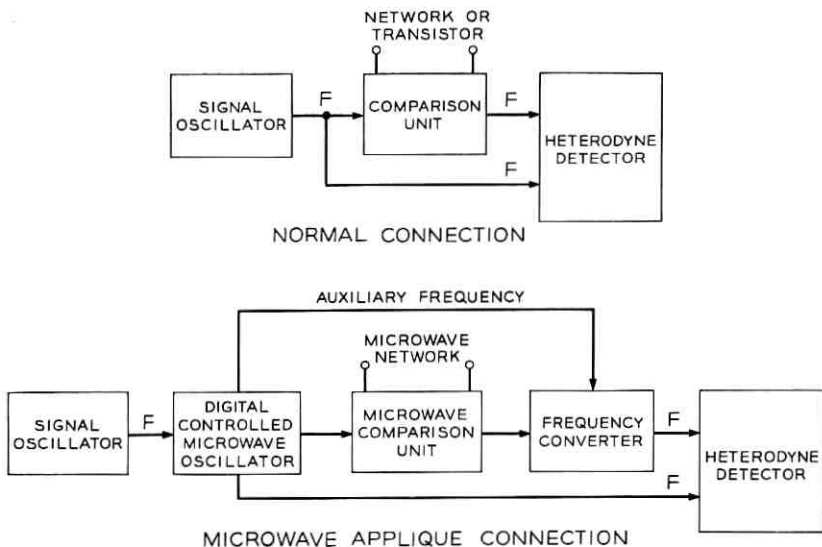 NETWORK OR
TRANSISTOR
SIGNAL
OSCILLATOR
F
COMPARISON
UNIT
F
HETERODYNE
DETECTOR
F
NORMAL CONNECTION
AUXILIARY FREQUENCY
MICROWAVE
NETWORK
SIGNAL
OSCILLATOR
F
DIGITAL
CONTROLLED
MICROWAVE
OSCILLATOR
MICROWAVE
COMPARISON
UNIT
FREQUENCY
CONVERTER
F
HETERODYNE
DETECTOR
F
MICROWAVE APPLIQUE CONNECTION